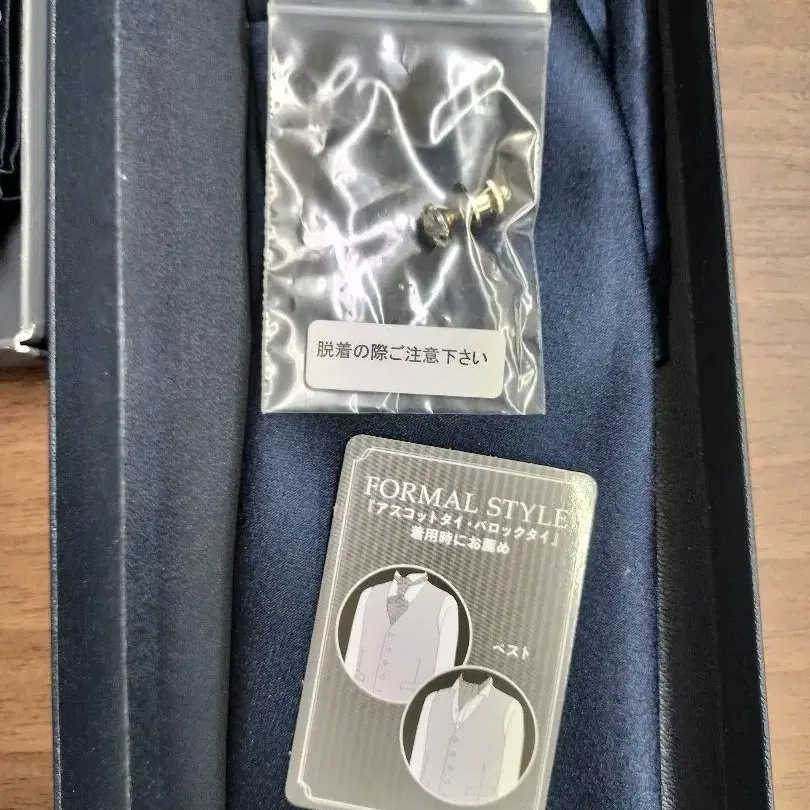 脱着の際ご注意下さい
FORMAL STYLE
『アスコットタイ・バロックタイ』
着用時にお薦め
ベスト